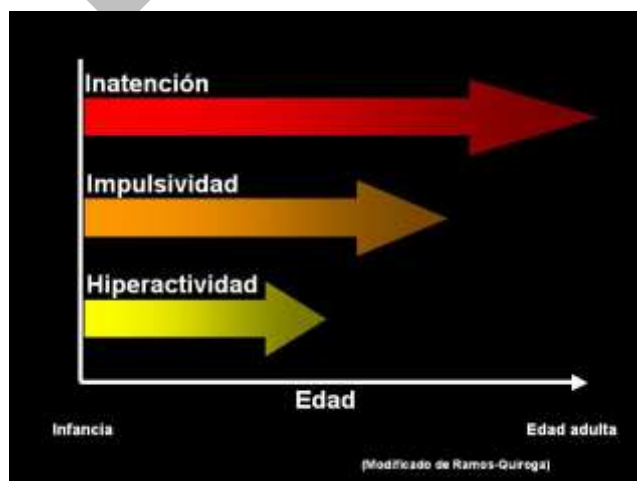 Inatención
Impulsividad
Hiperactividad
Edad
Infancia
Edad adulta
(Modificado de Ramos-Quiroga)